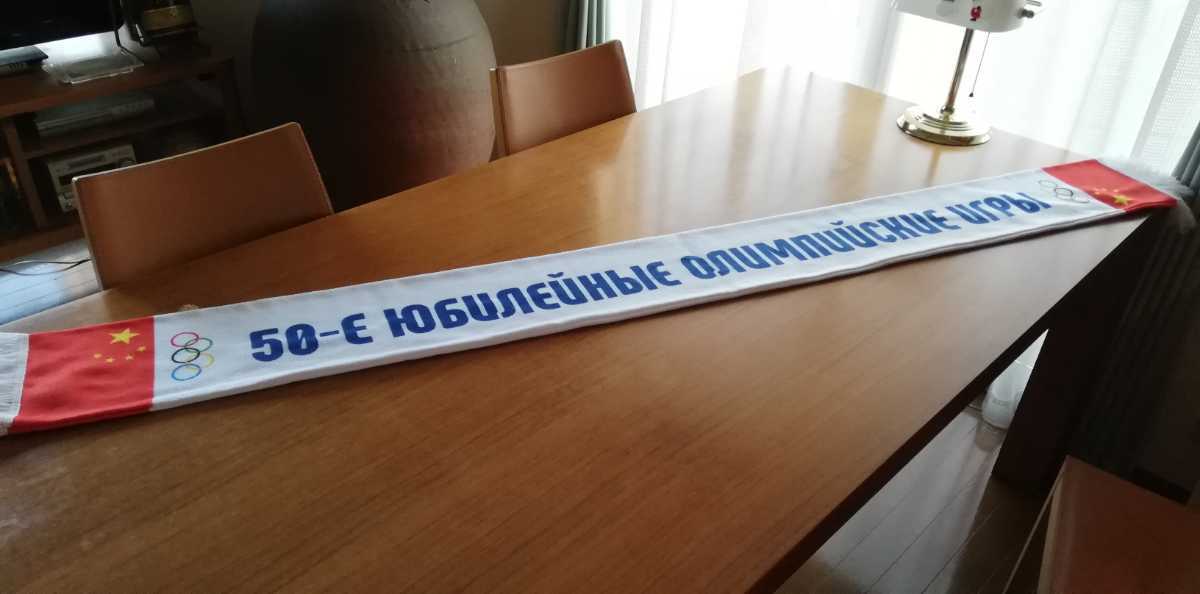 50-Е ЮБИЛЕЙНЫЕ ОЛИМПИЙСКИЕ ИГРЫ